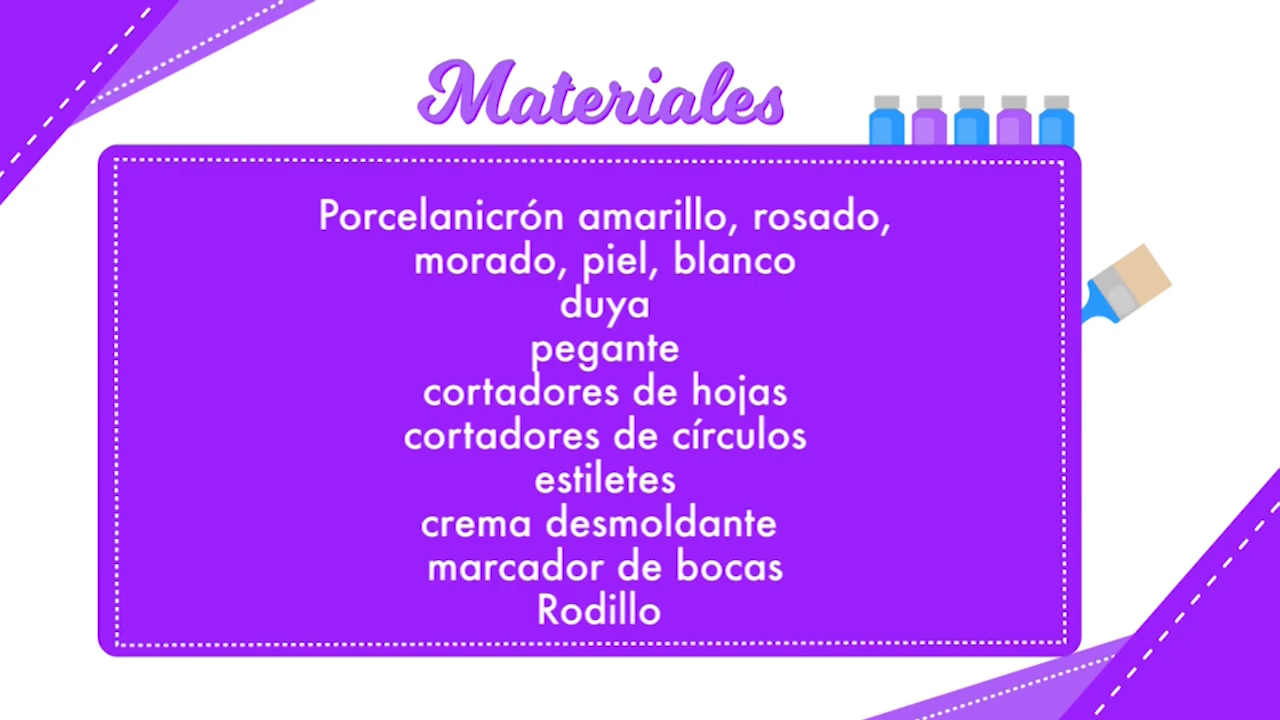 Materiales
Porcelanicrón amarillo, rosado,
morado, piel, blanco
duya
pegante
cortadores de hojas
cortadores de círculos
estiletes
crema desmoldante
marcador de bocas
Rodillo